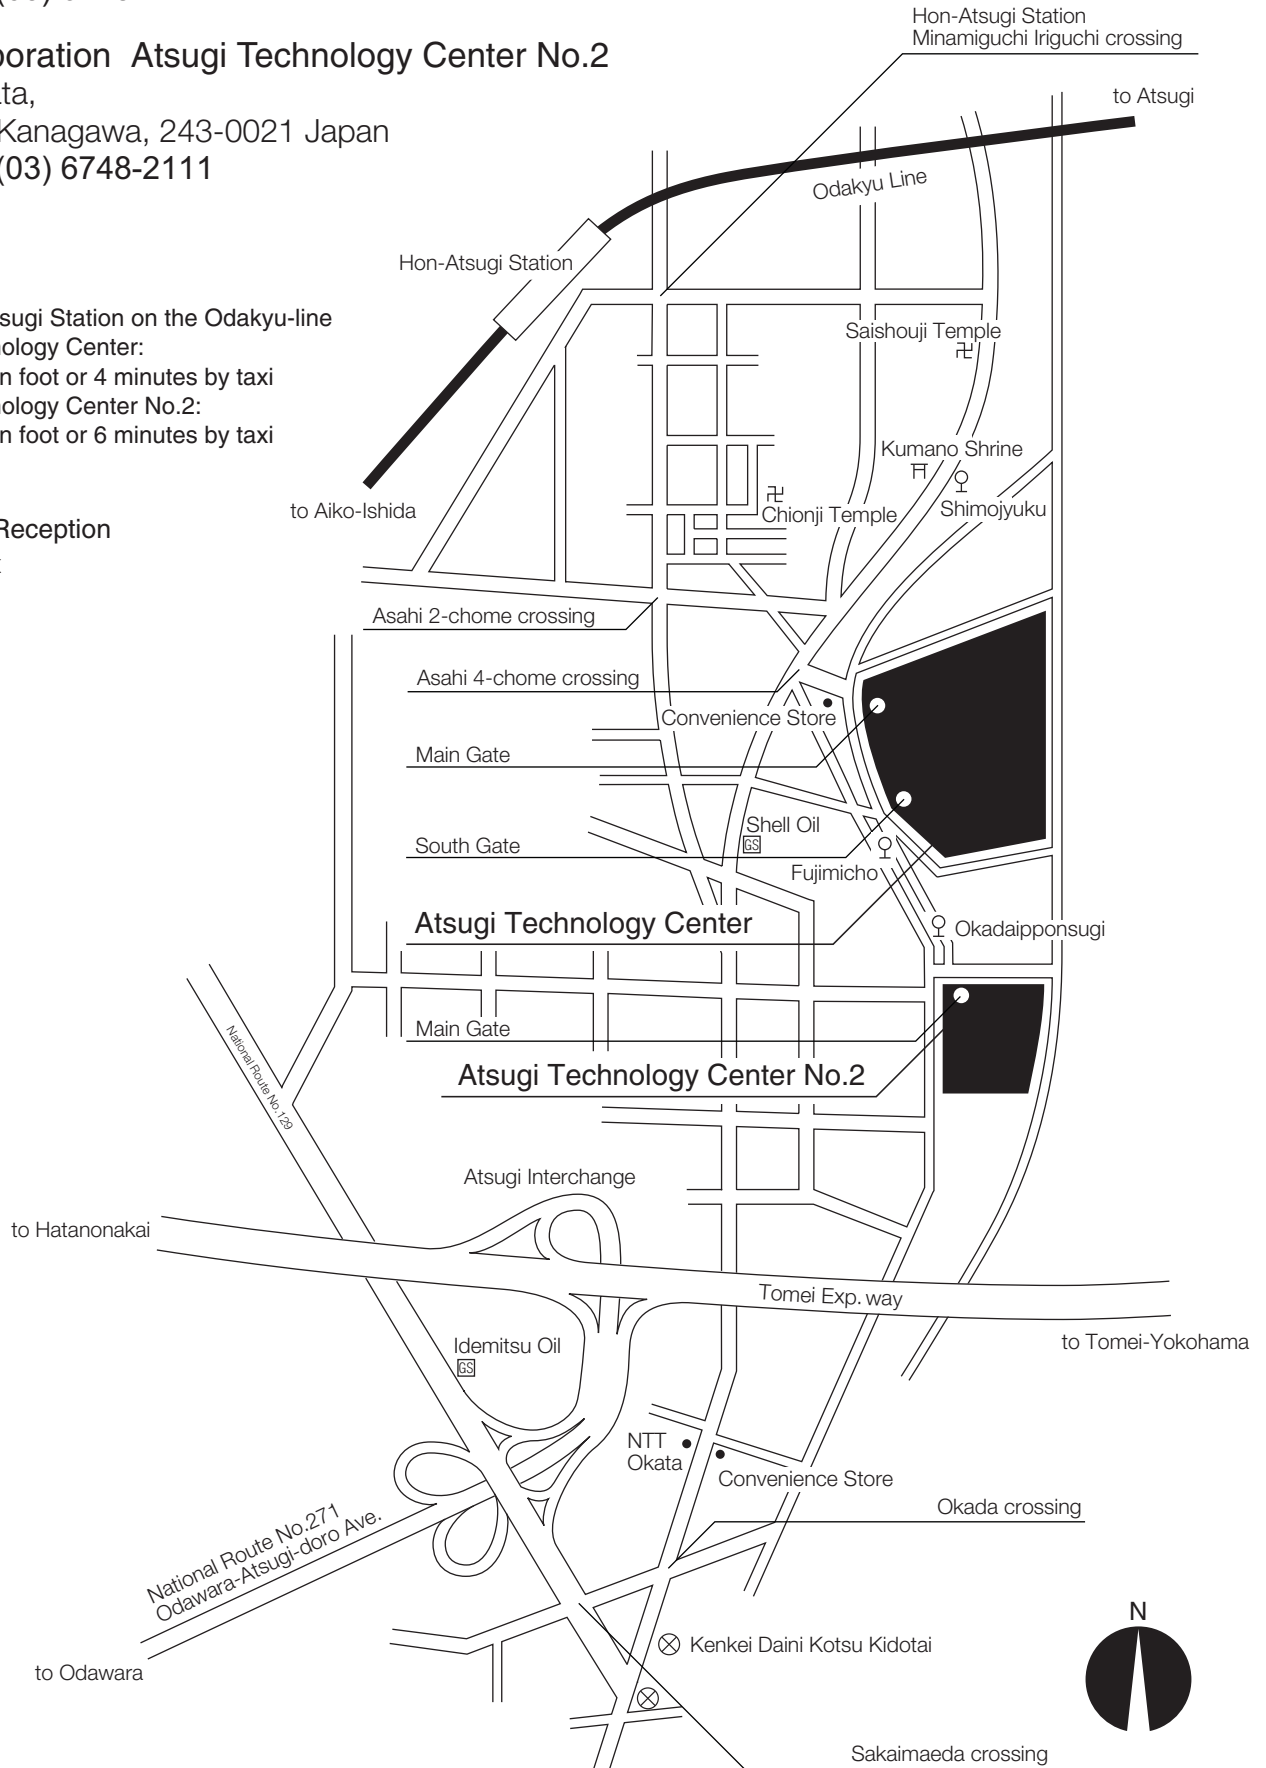 Hon-Atsugi Station
Minamiguchi Iriguchi crossing
Atsugi Technology Center No.2
Kanagawa, 243-0021 Japan
(03) 6748-2111
to Atsugi
Odakyu Line
Hon-Atsugi Station
Station on the Odakyu-line
Center:
foot or 4 minutes by taxi
Center No.2:
foot or 6 minutes by taxi
Saishouji Temple
Kumano Shrine
to Aiko-Ishida
Chionji Temple
Shimojyuku
Reception
Asahi 2-chome crossing
Asahi 4-chome crossing
Convenience Store
Main Gate
Shell Oil
GS
South Gate
Fujimicho
Atsugi Technology Center
Okadaipponsugi
Main Gate
National Route No.129
Atsugi Technology Center No.2
Atsugi Interchange
to Hatanonakai
Tomei Exp. way
to Tomei-Yokohama
Idemitsu Oil
GS
NTT
Okata
Convenience Store
Okada crossing
National Route No.271
Odawara-Atsugi-doro Ave.
to Odawara
Kenkei Daini Kotsu Kidotai
N
Sakaimaeda crossing